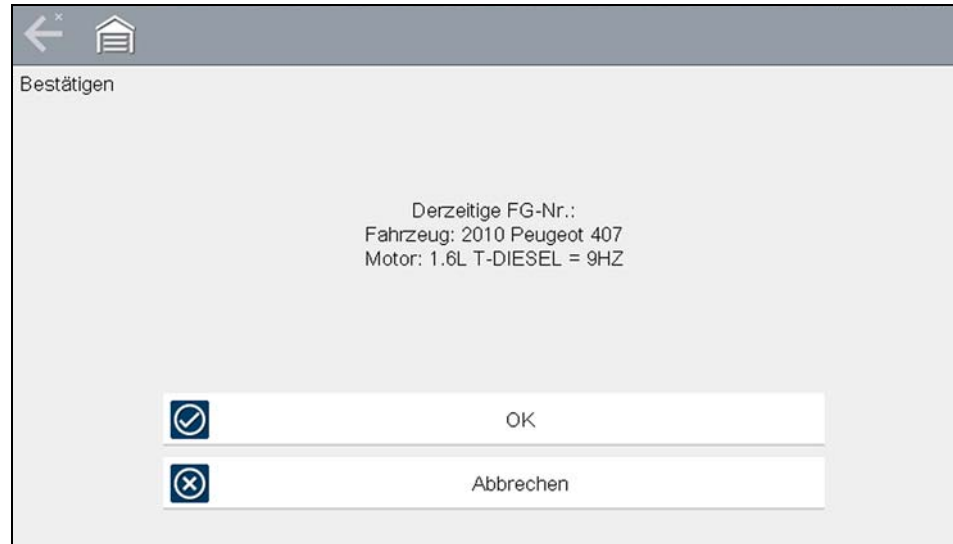 Bestätigen
Derzeitige FG-Nr.:
Fahrzeug: 2010 Peugeot 407
Motor: 1.6L T-DIESEL = 9HZ
OK
Abbrechen